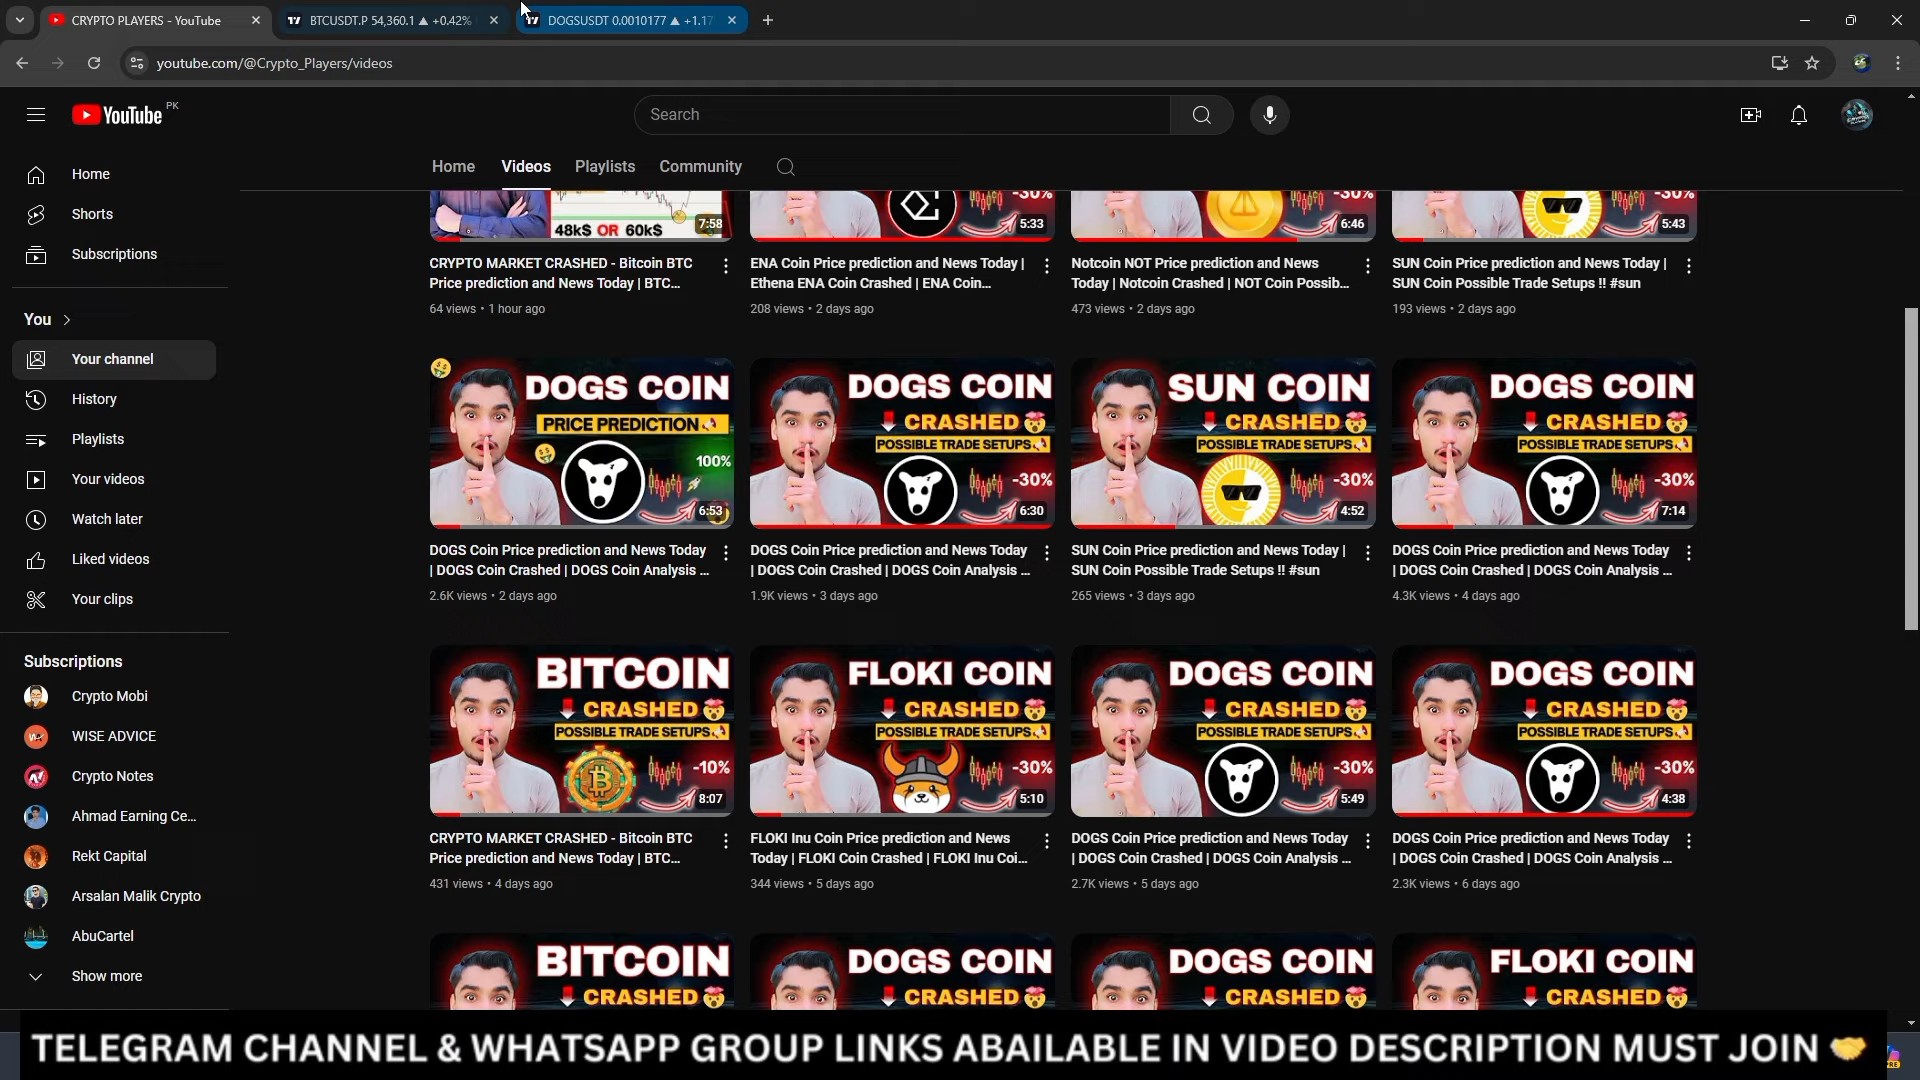 CRYPTO PLAYERS - YouTube
BTCUSDT.P 54,360.1 ▲ +0.42%
DOGSUSDT 0.0010177 ▲ +1.17
youtube.com/@Crypto_Players/videos
YouTube PK
Search
Home
Videos
Playlists
Community
Home
Shorts
Subscriptions
You
Your channel
History
Playlists
Your videos
Watch later
Liked videos
Your clips
Subscriptions
Crypto Mobi
WISE ADVICE
Crypto Notes
Ahmad Earning Ce...
Rekt Capital
Arsalan Malik Crypto
AbuCartel
Show more
48k$ OR 60k$
7:58
-30%
5:33
-30%
6:46
-30%
5:43
CRYPTO MARKET CRASHED - Bitcoin BTC
Price prediction and News Today | BTC...
64 views • 1 hour ago
ENA Coin Price prediction and News Today |
Ethena ENA Coin Crashed | ENA Coin...
208 views • 2 days ago
Notcoin NOT Price prediction and News
Today | Notcoin Crashed | NOT Coin Possib...
473 views • 2 days ago
SUN Coin Price prediction and News Today |
SUN Coin Possible Trade Setups !! #sun
193 views • 2 days ago
DOGS COIN
PRICE PREDICTION
100%
6:53
DOGS COIN
CRASHED
POSSIBLE TRADE SETUPS
-30%
6:30
SUN COIN
CRASHED
POSSIBLE TRADE SETUPS
-30%
4:52
DOGS COIN
CRASHED
POSSIBLE TRADE SETUPS
-30%
7:14
DOGS Coin Price prediction and News Today
| DOGS Coin Crashed | DOGS Coin Analysis ...
2.6K views • 2 days ago
DOGS Coin Price prediction and News Today
| DOGS Coin Crashed | DOGS Coin Analysis ...
1.9K views • 3 days ago
SUN Coin Price prediction and News Today |
SUN Coin Possible Trade Setups !! #sun
265 views • 3 days ago
DOGS Coin Price prediction and News Today
| DOGS Coin Crashed | DOGS Coin Analysis ...
4.3K views • 4 days ago
BITCOIN
CRASHED
POSSIBLE TRADE SETUPS
-10%
8:07
FLOKI COIN
CRASHED
POSSIBLE TRADE SETUPS
-30%
5:10
DOGS COIN
CRASHED
POSSIBLE TRADE SETUPS
-30%
5:49
DOGS COIN
CRASHED
POSSIBLE TRADE SETUPS
-30%
4:38
CRYPTO MARKET CRASHED - Bitcoin BTC
Price prediction and News Today | BTC...
431 views • 4 days ago
FLOKI Inu Coin Price prediction and News
Today | FLOKI Coin Crashed | FLOKI Inu Coi...
344 views • 5 days ago
DOGS Coin Price prediction and News Today
| DOGS Coin Crashed | DOGS Coin Analysis ...
2.7K views • 5 days ago
DOGS Coin Price prediction and News Today
| DOGS Coin Crashed | DOGS Coin Analysis ...
2.3K views • 6 days ago
BITCOIN
CRASHED
DOGS COIN
CRASHED
DOGS COIN
CRASHED
FLOKI COIN
CRASHED
TELEGRAM CHANNEL & WHATSAPP GROUP LINKS ABAILABLE IN VIDEO DESCRIPTION MUST JOIN